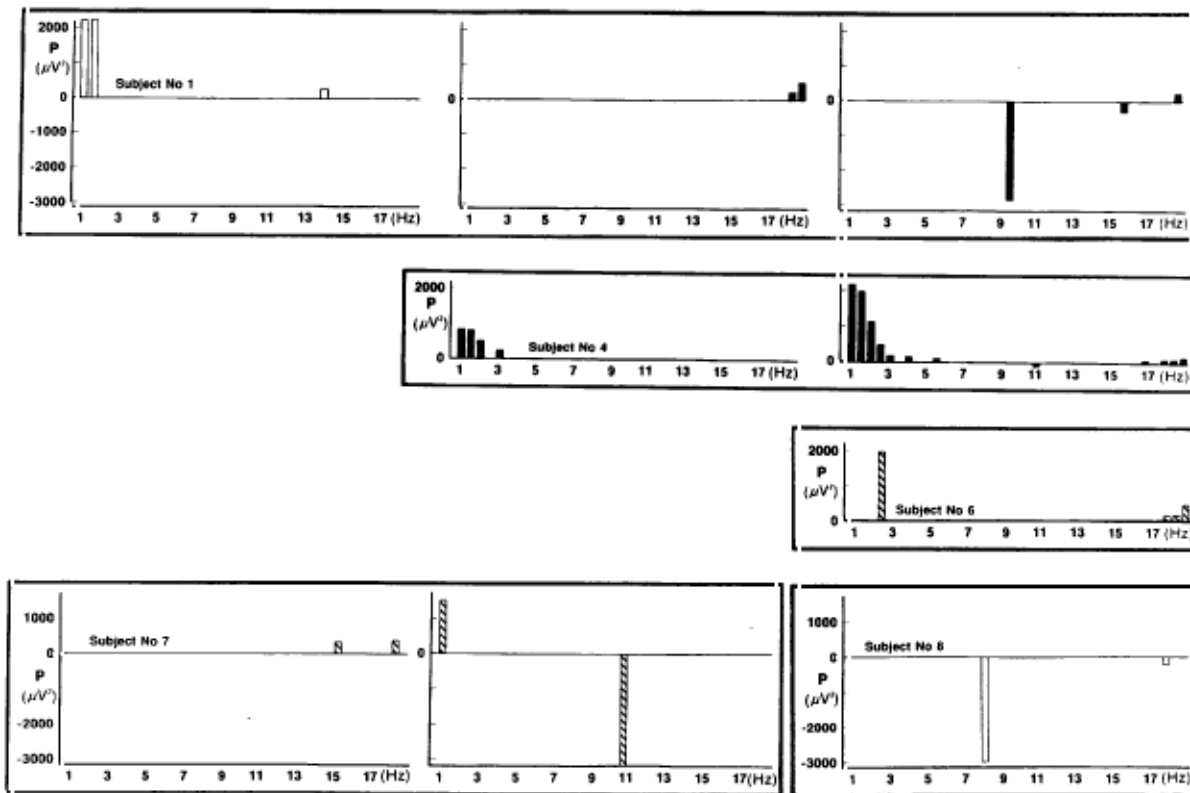 2000
P
(μV²)
Subject No 1
0
-1000
-2000
-3000
1 3 5 7 9 11 13 15 17 (Hz)
0
1 3 5 7 9 11 13 15 17 (Hz)
0
1 3 5 7 9 11 13 15 17 (Hz)
2000
P
(μV²)
Subject No 4
0
1 3 5 7 9 11 13 15 17 (Hz)
0
1 3 5 7 9 11 13 15 17 (Hz)
2000
P
(μV²)
Subject No 6
0
1 3 5 7 9 11 13 15 17 (Hz)
1000
Subject No 7
0
P
(μV²)
-2000
-3000
1 3 5 7 9 11 13 15 17 (Hz)
0
1 3 5 7 9 11 13 15 17 (Hz)
1000
Subject No 8
0
P
(μV²)
-2000
-3000
1 3 5 7 9 11 13 15 17 (Hz)